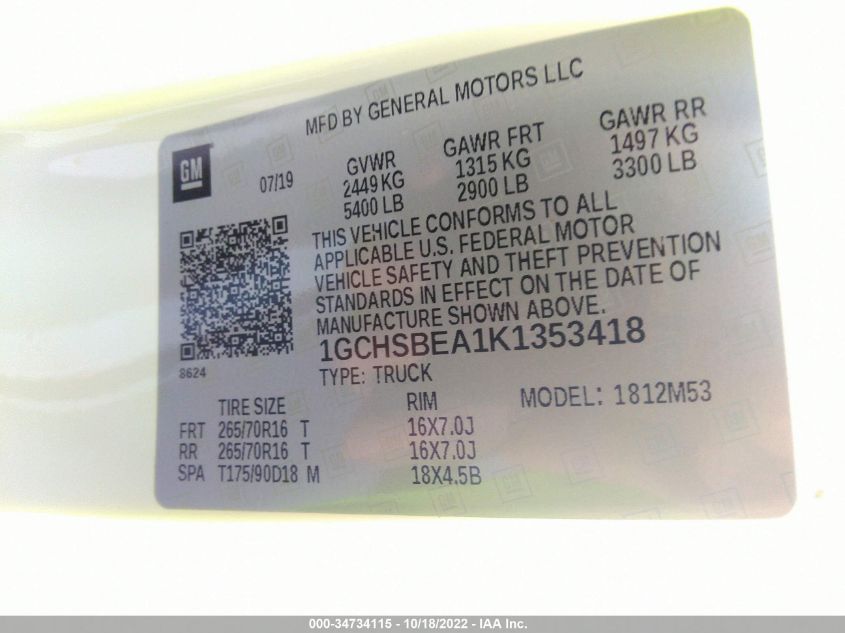 MFD BY GENERAL MOTORS LLC
GM
07/19
GVWR GAWR FRT GAWR RR
2449 KG 1315 KG 1497 KG
5400 LB 2900 LB 3300 LB
THIS VEHICLE CONFORMS TO ALL
APPLICABLE U.S. FEDERAL MOTOR
VEHICLE SAFETY AND THEFT PREVENTION
STANDARDS IN EFFECT ON THE DATE OF
MANUFACTURE SHOWN ABOVE.
1GCHSBEA1K1353418
8624
TYPE: TRUCK
MODEL: 1812M53
TIRE SIZE RIM
FRT 265/70R16 T 16X7.0J
RR 265/70R16 T 16X7.0J
SPA T175/90D18 M 18X4.5B
000-34734115 - 10/18/2022 - IAA Inc.